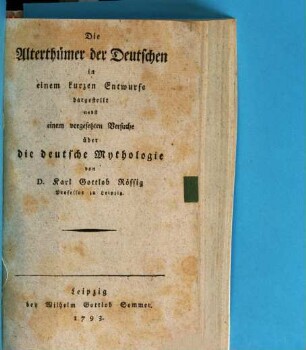 Die
Alterthümer der Deutschen
in
einem kurzen Entwurfe
dargestellt
nebst
einem vorgesetzten Versuche
über
die deutsche Mythologie
von
D. Karl Gottlob Rössig
Professor zu Leipzig.
Leipzig
bey Wilhelm Gottlob Sommer.
1793.